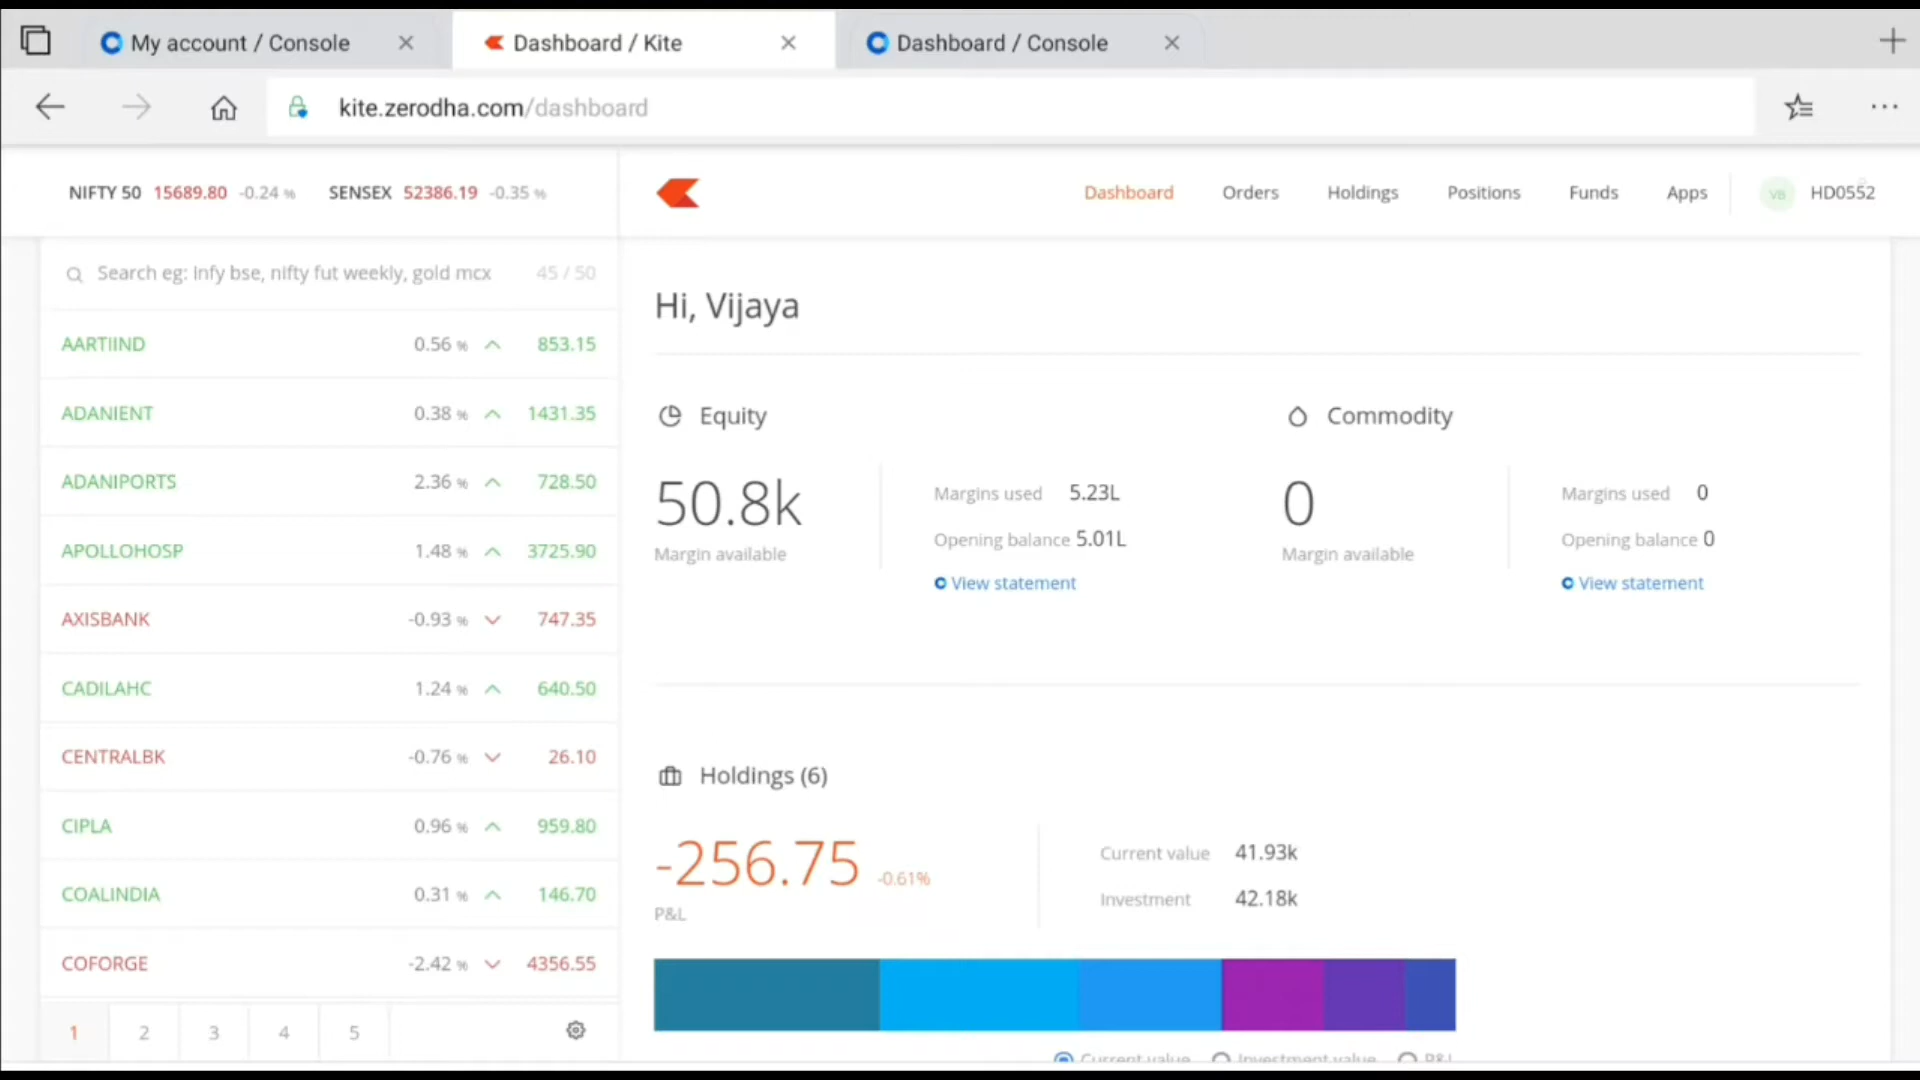 My account / Console
Dashboard / Kite
Dashboard / Console
kite.zerodha.com/dashboard
NIFTY 50 15689.80 -0.24 % SENSEX 52386.19 -0.35 %
Dashboard Orders Holdings Positions Funds Apps VB HD0552
Search eg: infy bse, nifty fut weekly, gold mcx 45 / 50
AARTIIND 0.56 % 853.15
ADANIENT 0.38 % 1431.35
ADANIPORTS 2.36 % 728.50
APOLLOHOSP 1.48 % 3725.90
AXISBANK -0.93 % 747.35
CADILAHC 1.24 % 640.50
CENTRALBK -0.76 % 26.10
CIPLA 0.96 % 959.80
COALINDIA 0.31 % 146.70
COFORGE -2.42 % 4356.55
1 2 3 4 5
Hi, Vijaya
Equity
50.8k
Margin available
Margins used 5.23L
Opening balance 5.01L
View statement
Commodity
0
Margin available
Margins used 0
Opening balance 0
View statement
Holdings (6)
-256.75 -0.61%
P&L
Current value 41.93k
Investment 42.18k
Current value Investment value P&L